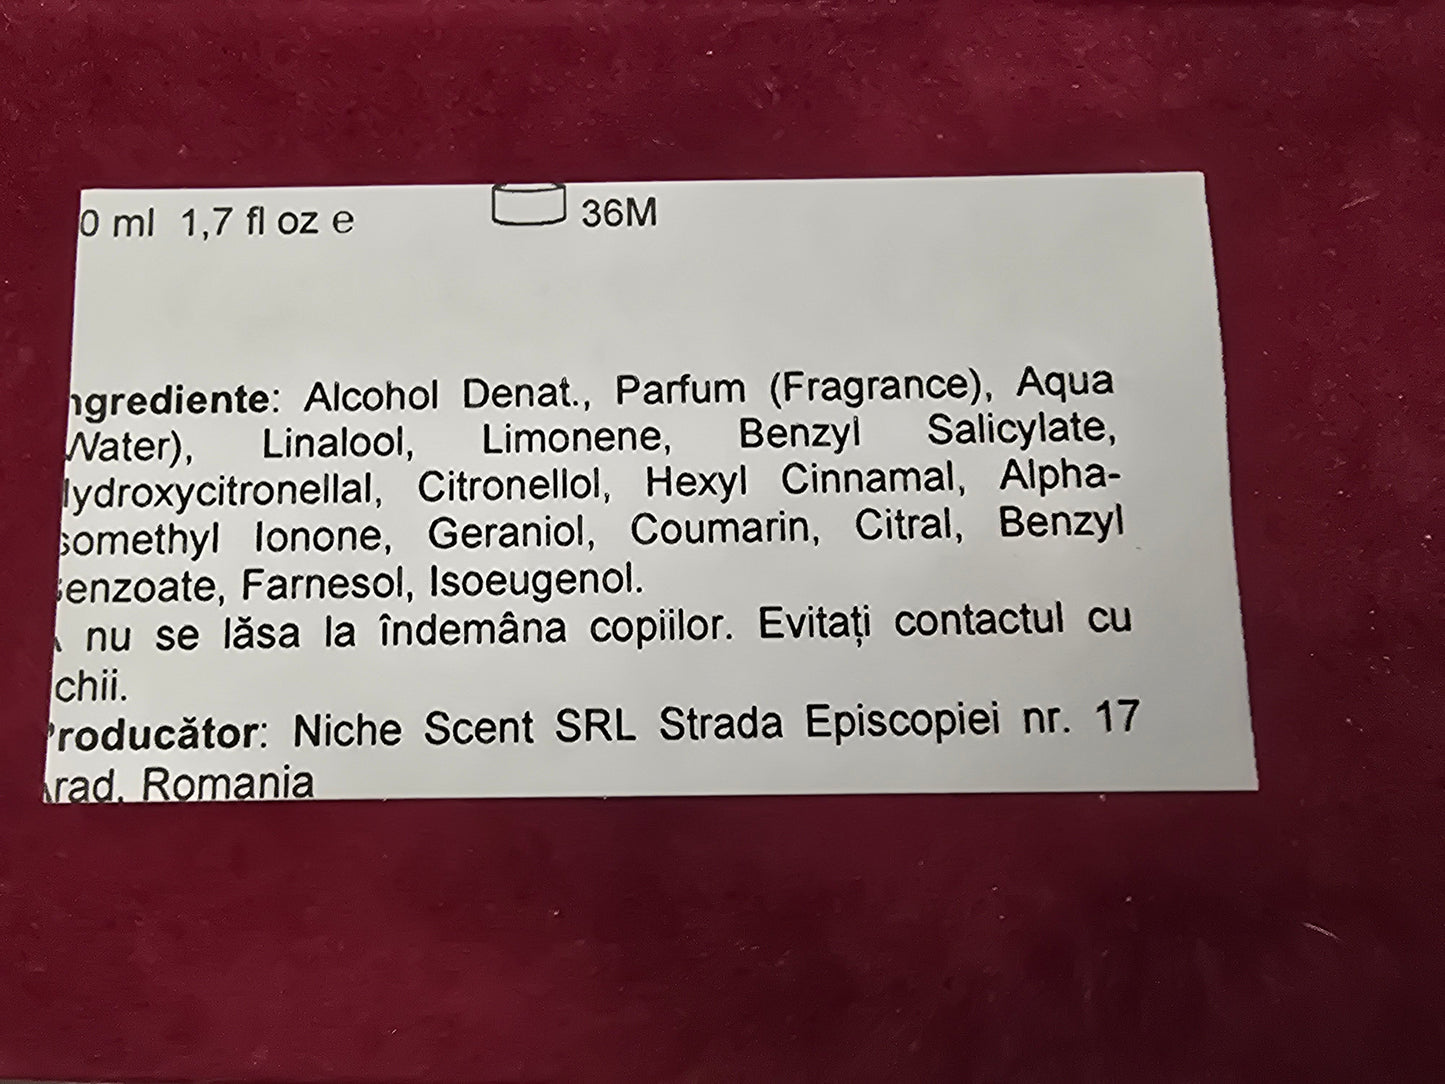 0 ml 1,7 fl oz ℮ 36M
ngrediente: Alcohol Denat., Parfum (Fragrance), Aqua
Water), Linalool, Limonene, Benzyl Salicylate,
lydroxycitronellal, Citronellol, Hexyl Cinnamal, Alpha-
somethyl Ionone, Geraniol, Coumarin, Citral, Benzyl
enzoate, Farnesol, Isoeugenol.
nu se lăsa la îndemâna copiilor. Evitați contactul cu
chii.
Producător: Niche Scent SRL Strada Episcopiei nr. 17
Arad, Romania